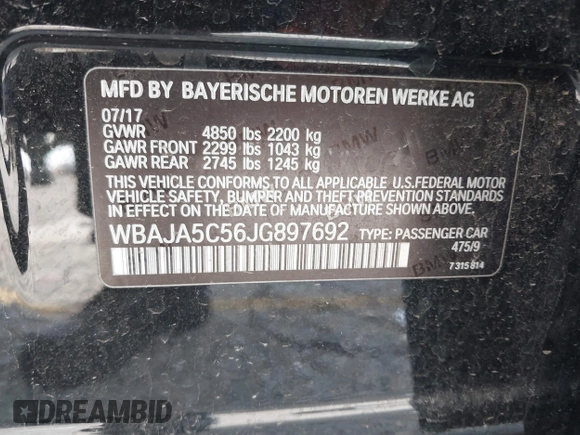 MFD BY BAYERISCHE MOTOREN WERKE AG
07/17
GVWR 4850 lbs 2200 kg
GAWR FRONT 2299 lbs 1043 kg
GAWR REAR 2745 lbs 1245 kg
THIS VEHICLE CONFORMS TO ALL APPLICABLE U.S.FEDERAL MOTOR
VEHICLE SAFETY, BUMPER AND THEFT PREVENTION STANDARDS
IN EFFECT ON THE DATE OF MANUFACTURE SHOWN ABOVE.
WBAJA5C56JG897692 TYPE: PASSENGER CAR
475/9
7 315 814
BMW
BMW
BMW
DREAMBID